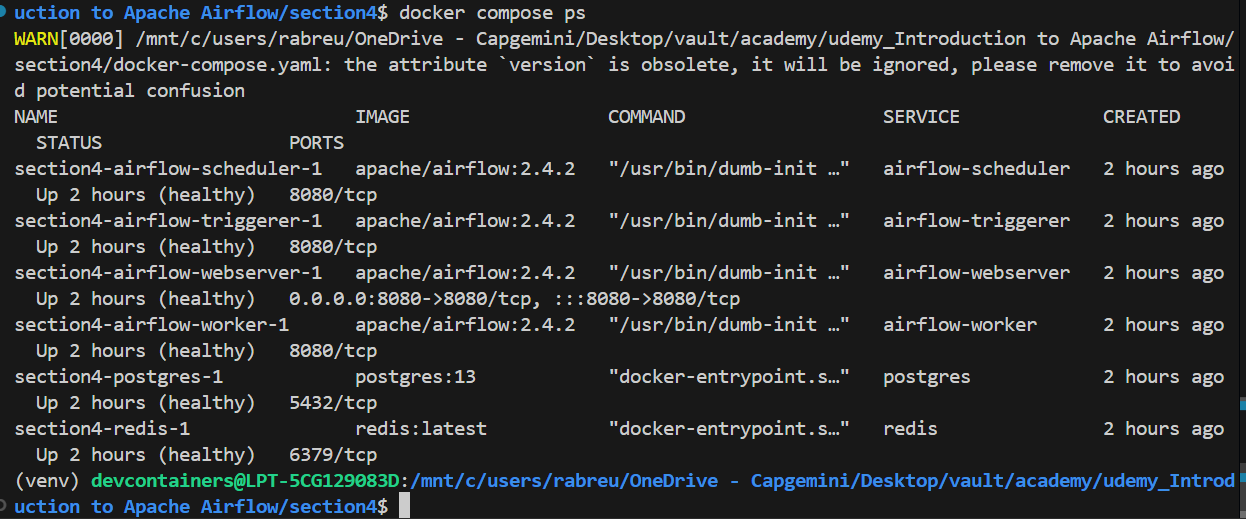 uction to Apache Airflow/section4$ docker compose ps
WARN[0000] /mnt/c/users/rabreu/OneDrive - Capgemini/Desktop/vault/academy/udemy_Introduction to Apache Airflow/
section4/docker-compose.yaml: the attribute `version` is obsolete, it will be ignored, please remove it to avoi
d potential confusion
NAME                           IMAGE                  COMMAND                  SERVICE             CREATED
  STATUS                 PORTS
section4-airflow-scheduler-1   apache/airflow:2.4.2   "/usr/bin/dumb-init …"   airflow-scheduler   2 hours ago
  Up 2 hours (healthy)   8080/tcp
section4-airflow-triggerer-1   apache/airflow:2.4.2   "/usr/bin/dumb-init …"   airflow-triggerer   2 hours ago
  Up 2 hours (healthy)   8080/tcp
section4-airflow-webserver-1   apache/airflow:2.4.2   "/usr/bin/dumb-init …"   airflow-webserver   2 hours ago
  Up 2 hours (healthy)   0.0.0.0:8080->8080/tcp, :::8080->8080/tcp
section4-airflow-worker-1      apache/airflow:2.4.2   "/usr/bin/dumb-init …"   airflow-worker      2 hours ago
  Up 2 hours (healthy)   8080/tcp
section4-postgres-1            postgres:13            "docker-entrypoint.s…"   postgres            2 hours ago
  Up 2 hours (healthy)   5432/tcp
section4-redis-1               redis:latest           "docker-entrypoint.s…"   redis               2 hours ago
  Up 2 hours (healthy)   6379/tcp
(venv) devcontainers@LPT-5CG129083D:/mnt/c/users/rabreu/OneDrive - Capgemini/Desktop/vault/academy/udemy_Introd
uction to Apache Airflow/section4$